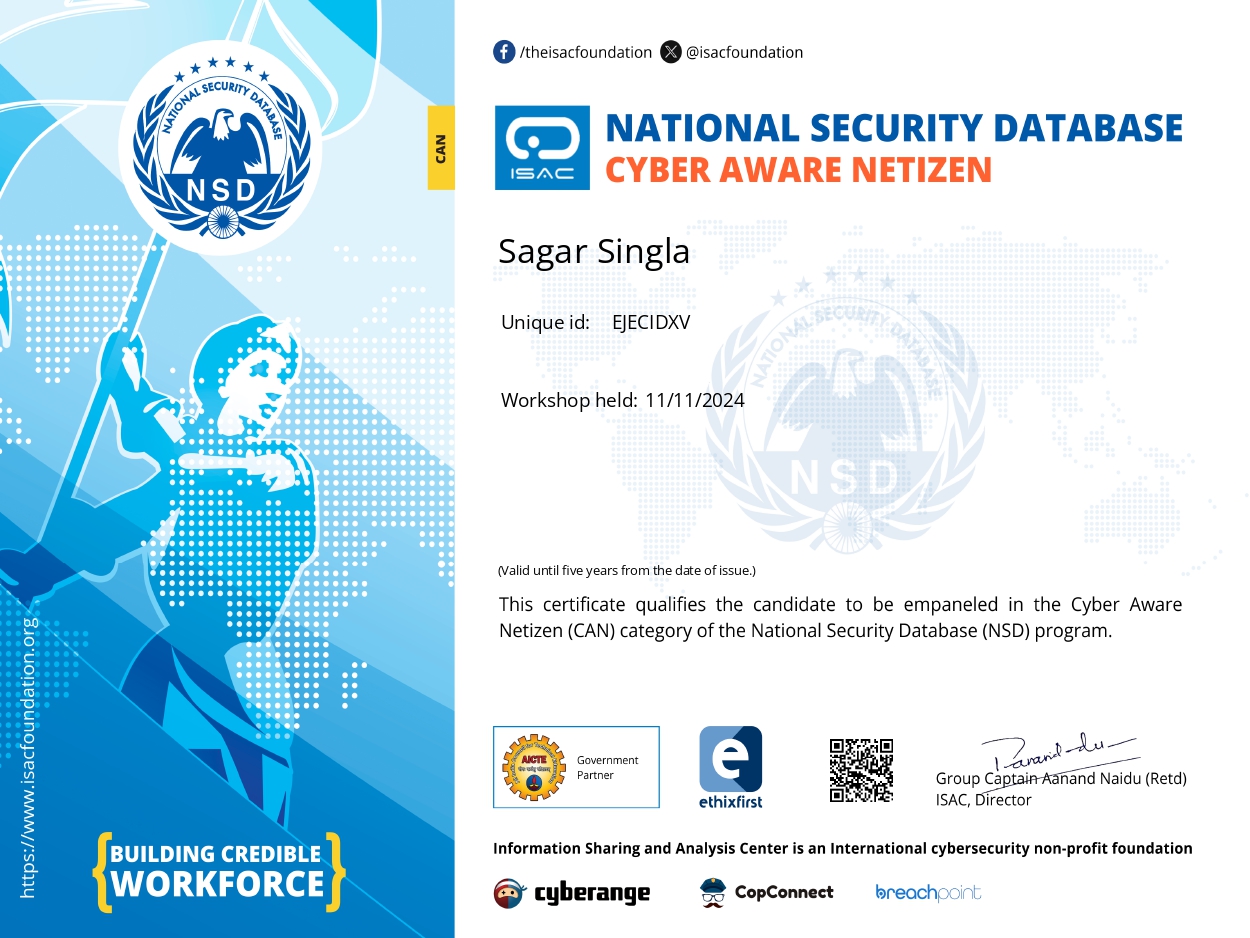 /theisacfoundation @isacfoundation
NATIONAL SECURITY DATABASE
NSD
CAN
ISAC
NATIONAL SECURITY DATABASE
CYBER AWARE NETIZEN
Sagar Singla
Unique id: EJECIDXV
Workshop held: 11/11/2024
NATIONAL SECURITY DATABASE
NSD
(Valid until five years from the date of issue.)
This certificate qualifies the candidate to be empaneled in the Cyber Aware
Netizen (CAN) category of the National Security Database (NSD) program.
https://www.isacfoundation.org
AICTE
Government
Partner
e
ethixfirst
Group Captain Aanand Naidu (Retd)
ISAC, Director
{BUILDING CREDIBLE
WORKFORCE}
Information Sharing and Analysis Center is an International cybersecurity non-profit foundation
cyberange CopConnect breachpoint